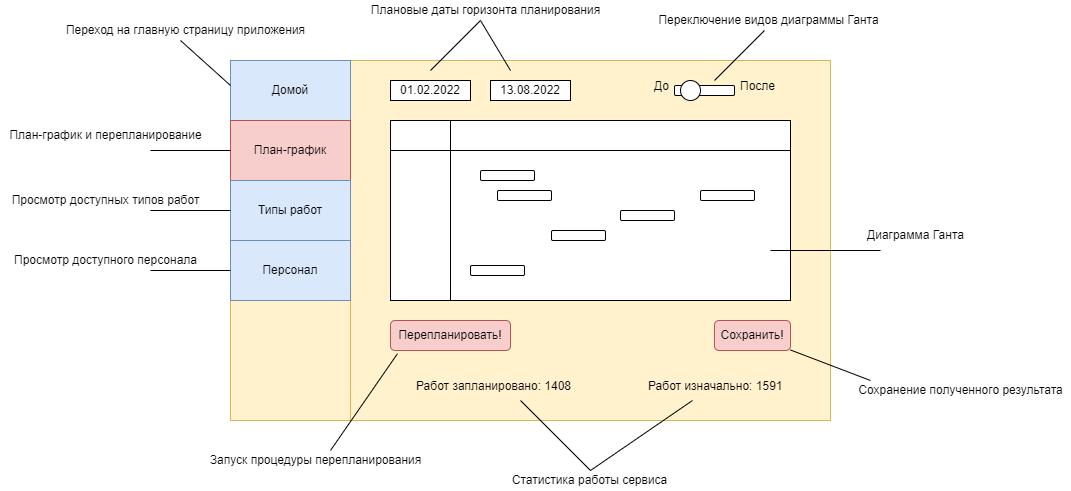 Плановые даты горизонта планирования
Переключение видов диаграммы Ганта
Переход на главную страницу приложения
Домой
01.02.2022
13.08.2022
До
После
План-график и перепланирование
План-график
Просмотр доступных типов работ
Типы работ
Диаграмма Ганта
Просмотр доступного персонала
Персонал
Перепланировать!
Сохранить!
Работ запланировано: 1408
Работ изначально: 1591
Сохранение полученного результата
Запуск процедуры перепланирования
Статистика работы сервиса